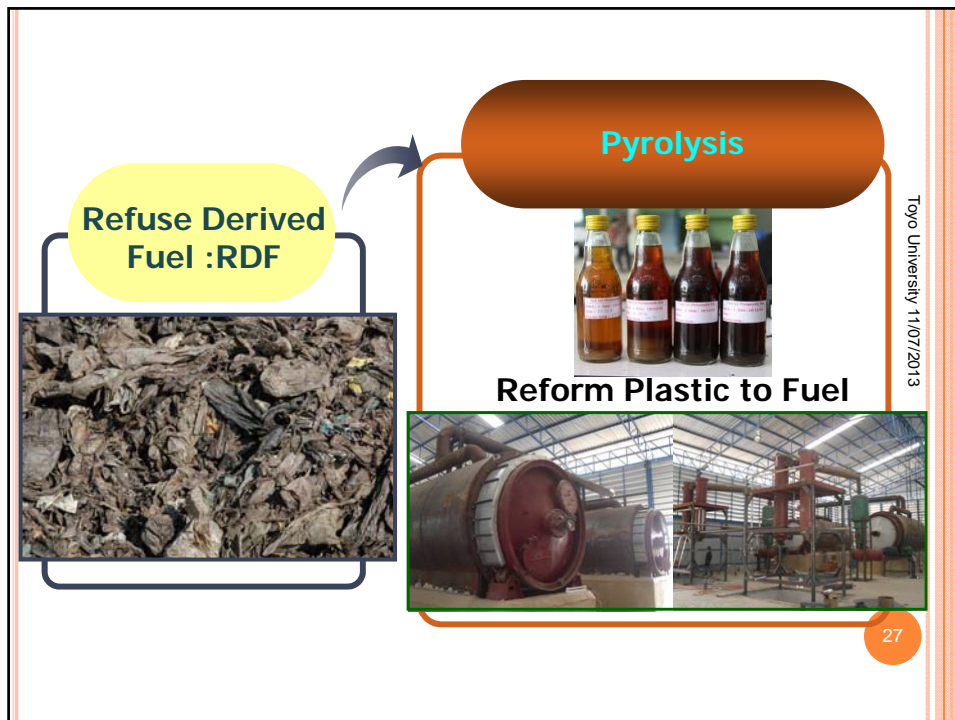 Pyrolysis
Refuse Derived
Fuel :RDF
Reform Plastic to Fuel
Toyo University 11/07/2013
27